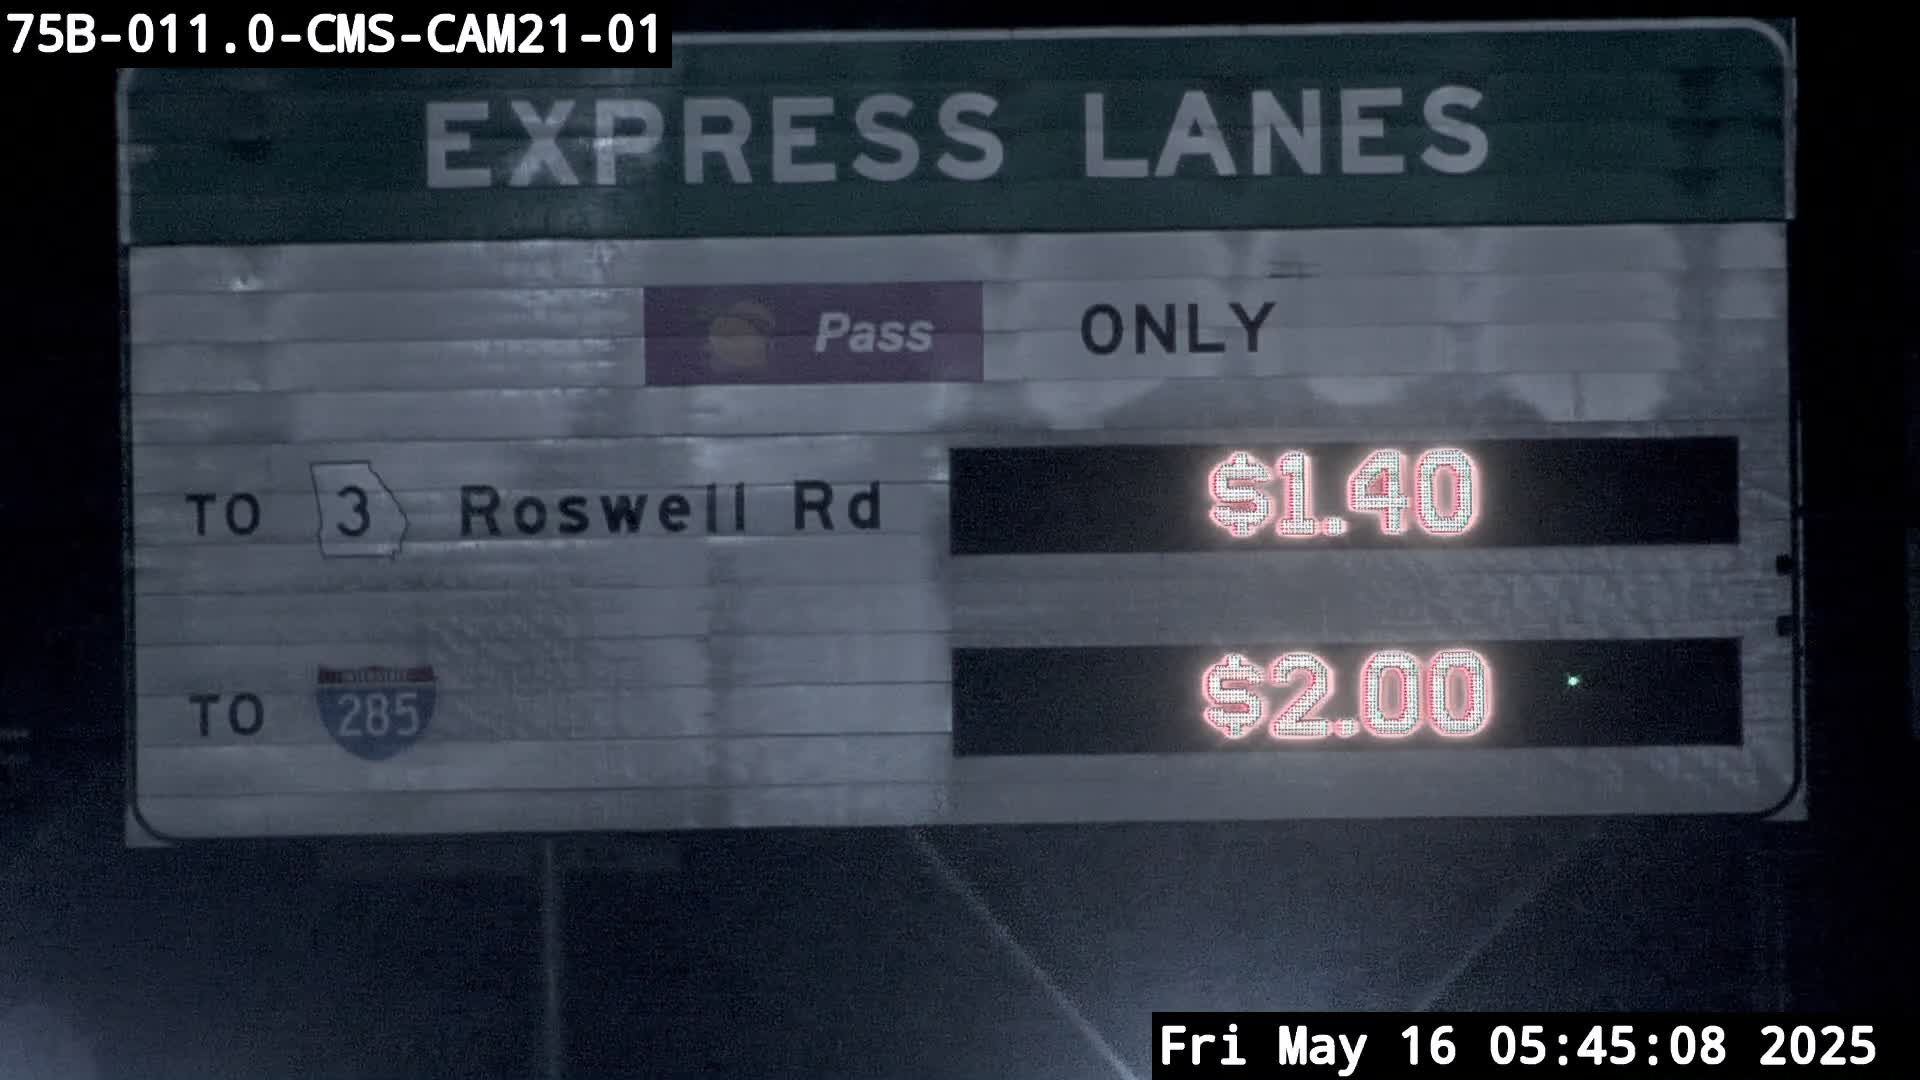 75B-011.0-CMS-CAM21-01
EXPRESS LANES
Pass ONLY
TO 3 Roswell Rd $1.40
TO 285 $2.00
Fri May 16 05:45:08 2025